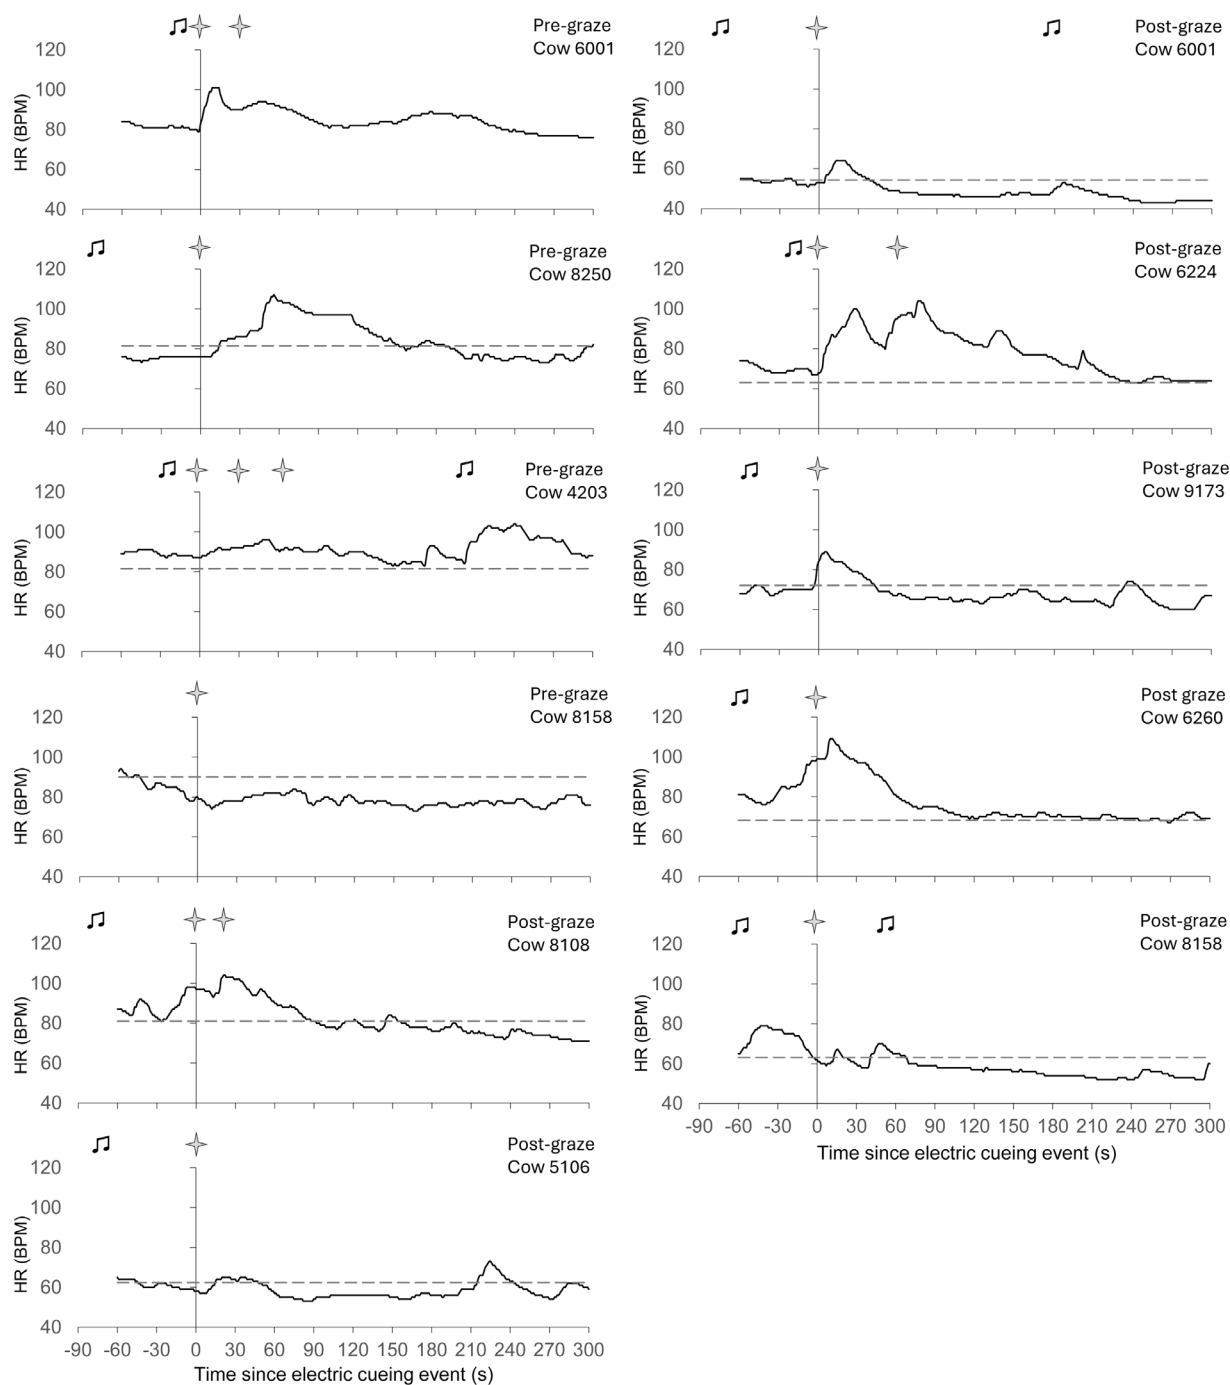 Pre-graze
Cow 6001
120
100
80
60
40
HR (BPM)
Post-graze
Cow 6001
120
100
80
60
40
HR (BPM)
Pre-graze
Cow 8250
120
100
80
60
40
HR (BPM)
Post-graze
Cow 6224
120
100
80
60
40
HR (BPM)
Pre-graze
Cow 4203
120
100
80
60
40
HR (BPM)
Post-graze
Cow 9173
120
100
80
60
40
HR (BPM)
Pre-graze
Cow 8158
120
100
80
60
40
HR (BPM)
Post graze
Cow 6260
120
100
80
60
40
HR (BPM)
Post-graze
Cow 8108
120
100
80
60
40
HR (BPM)
Post-graze
Cow 8158
120
100
80
60
40
HR (BPM)
-90 -60 -30 0 30 60 90 120 150 180 210 240 270 300
Time since electric cueing event (s)
Post-graze
Cow 5106
120
100
80
60
40
HR (BPM)
-90 -60 -30 0 30 60 90 120 150 180 210 240 270 300
Time since electric cueing event (s)